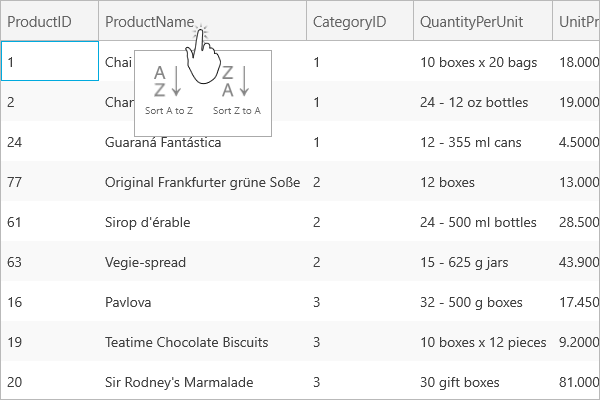 ProductID ProductName CategoryID QuantityPerUnit UnitPr
1 Chai 1 10 boxes x 20 bags 18.000
A Z Z A
Sort A to Z Sort Z to A
2 Char 1 24 - 12 oz bottles 19.000
24 Guaraná Fantástica 1 12 - 355 ml cans 4.5000
77 Original Frankfurter grüne Soße 2 12 boxes 13.000
61 Sirop d'érable 2 24 - 500 ml bottles 28.500
63 Vegie-spread 2 15 - 625 g jars 43.900
16 Pavlova 3 32 - 500 g boxes 17.450
19 Teatime Chocolate Biscuits 3 10 boxes x 12 pieces 9.2000
20 Sir Rodney's Marmalade 3 30 gift boxes 81.000